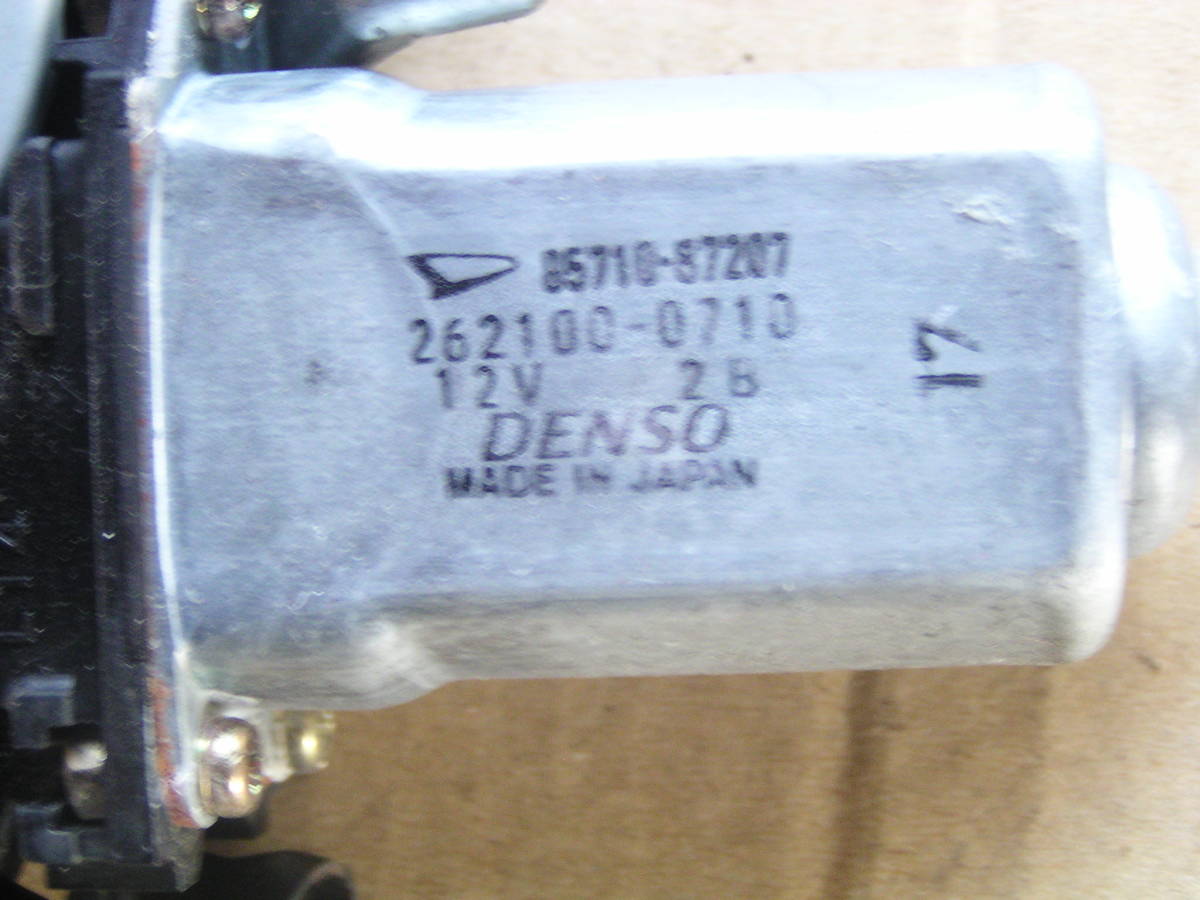 85710-87207
262100-0710
12V 2B
DENSO
MADE IN JAPAN
17